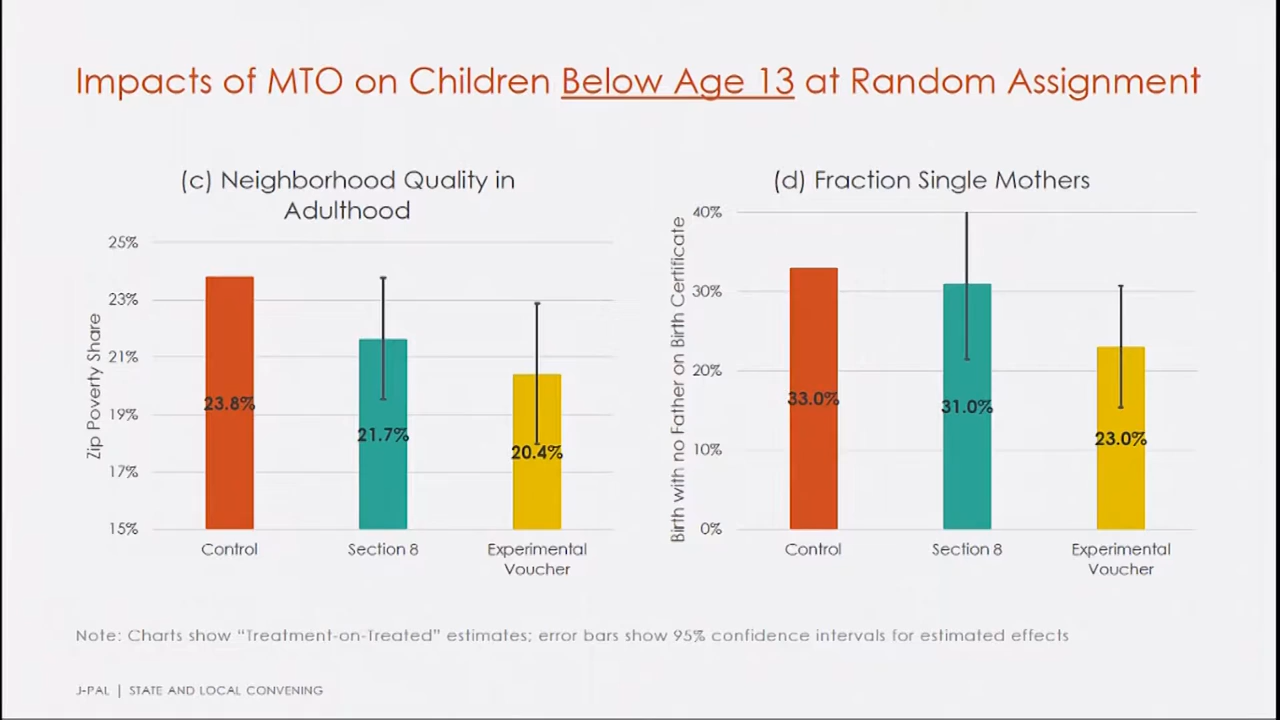 Impacts of MTO on Children Below Age 13 at Random Assignment
(c) Neighborhood Quality in
Adulthood
Zip Poverty Share
25%
23%
21%
19%
17%
15%
23.8%
21.7%
20.4%
Control
Section 8
Experimental
Voucher
(d) Fraction Single Mothers
Birth with no Father on Birth Certificate
40%
30%
20%
10%
0%
33.0%
31.0%
23.0%
Control
Section 8
Experimental
Voucher
Note: Charts show “Treatment-on-Treated” estimates; error bars show 95% confidence intervals for estimated effects
J-PAL | STATE AND LOCAL CONVENING